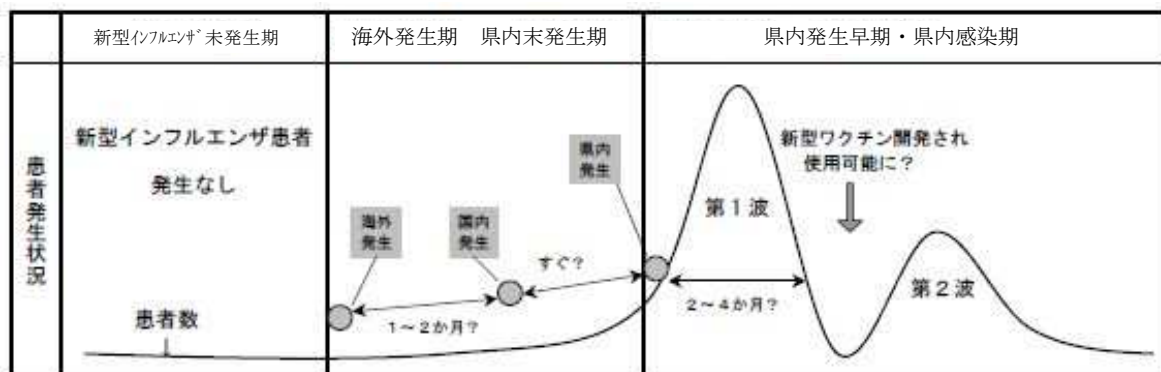 新型ｲﾝﾌﾙｴﾝｻﾞ未発生期
海外発生期 県内末発生期
県内発生早期・県内感染期
患者発生状況
新型インフルエンザ患者
発生なし
患者数
海外
発生
1～2か月？
国内
発生
すぐ？
県内
発生
第１波
2～4か月？
新型ワクチン開発され
使用可能に？
第２波